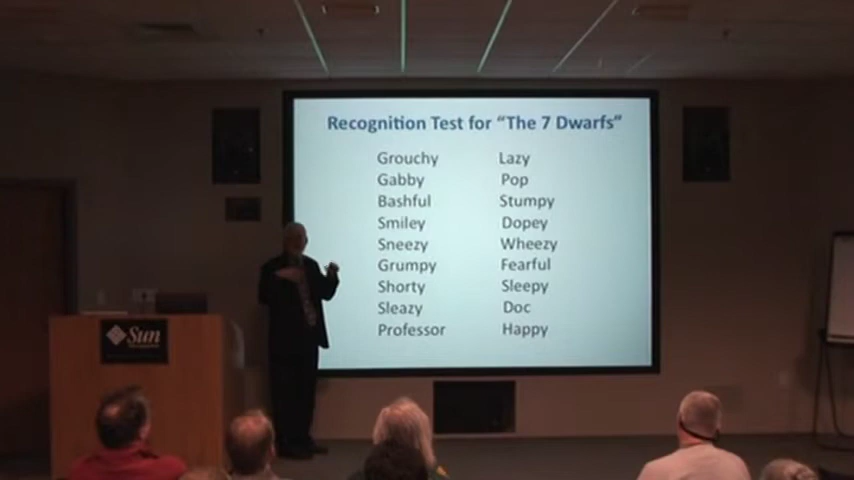 Recognition Test for “The 7 Dwarfs”
Grouchy
Gabby
Bashful
Smiley
Sneezy
Grumpy
Shorty
Sleazy
Professor
Lazy
Pop
Stumpy
Dopey
Wheezy
Fearful
Sleepy
Doc
Happy
Sun